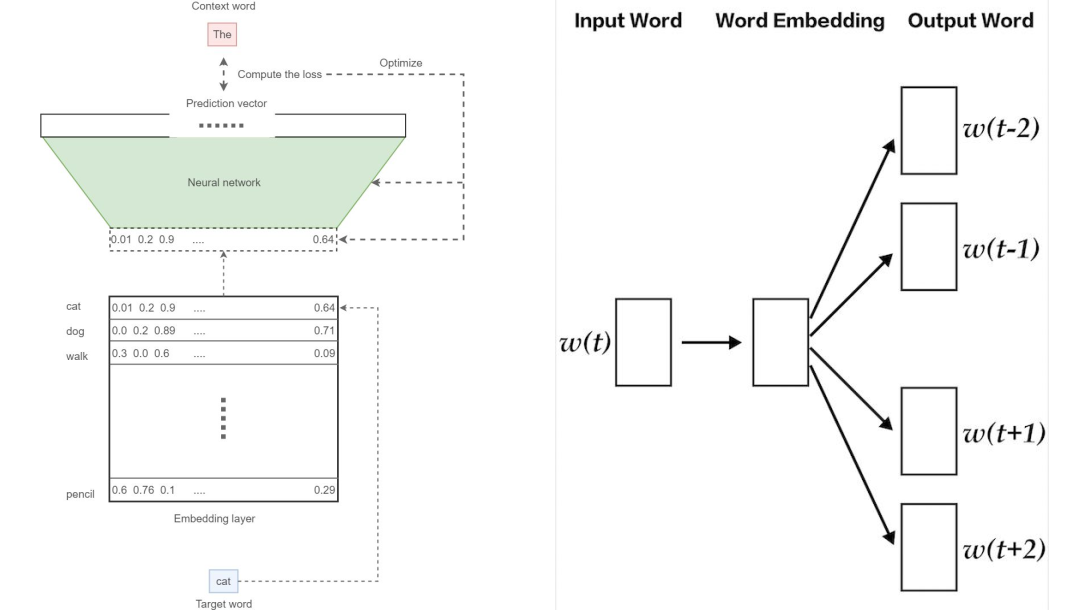 Context word
The
Optimize
Compute the loss
Prediction vector
Neural network
0.01 0.2 0.9 .... 0.64
cat 0.01 0.2 0.9 .... 0.64
dog 0.0 0.2 0.89 .... 0.71
walk 0.3 0.0 0.6 .... 0.09
pencil 0.6 0.76 0.1 .... 0.29
Embedding layer
cat
Target word
Input Word Word Embedding Output Word
w(t-2)
w(t-1)
w(t)
w(t+1)
w(t+2)